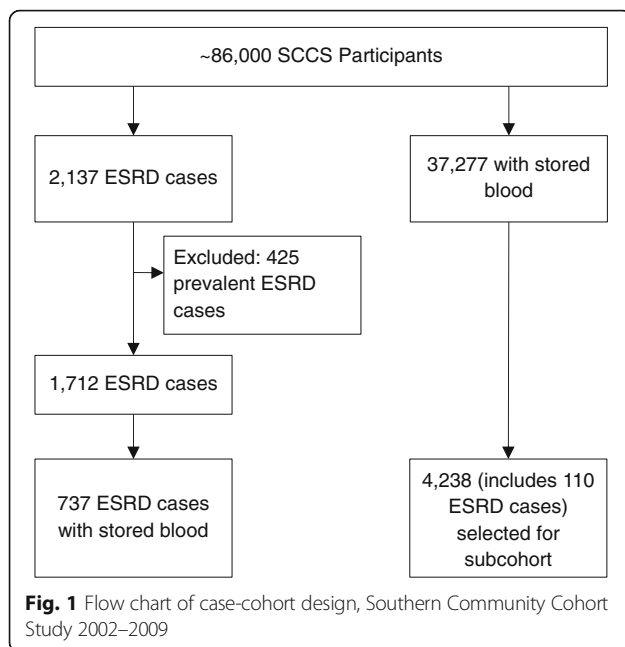 ~86,000 SCCS Participants
2,137 ESRD cases
37,277 with stored
blood
Excluded: 425
prevalent ESRD
cases
1,712 ESRD cases
737 ESRD cases
with stored blood
4,238 (includes 110
ESRD cases)
selected for
subcohort
Fig. 1 Flow chart of case-cohort design, Southern Community Cohort
Study 2002–2009